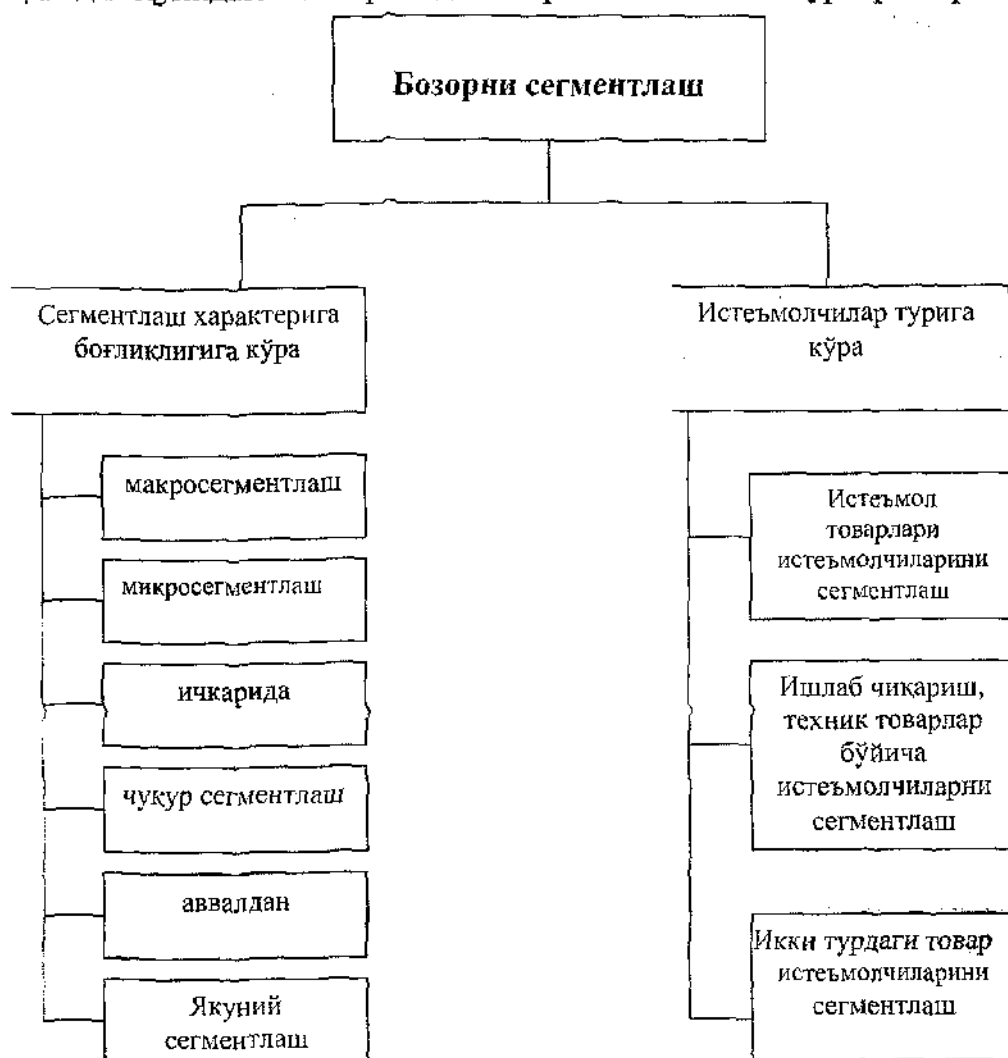 Бозорни сегментлаш
Сегментлаш характерига
боғлиқлигига кўра
макросегментлаш
микросегментлаш
ичкарида
чуқур сегментлаш
аввалдан
Якуний
сегментлаш
Истеъмолчилар турига
кўра
Истеъмол
товарлари
истеъмолчиларини
сегментлаш
Ишлаб чиқариш,
техник товарлар
бўйича
истеъмолчиларни
сегментлаш
Икки турдаги товар
истеъмолчиларини
сегментлаш